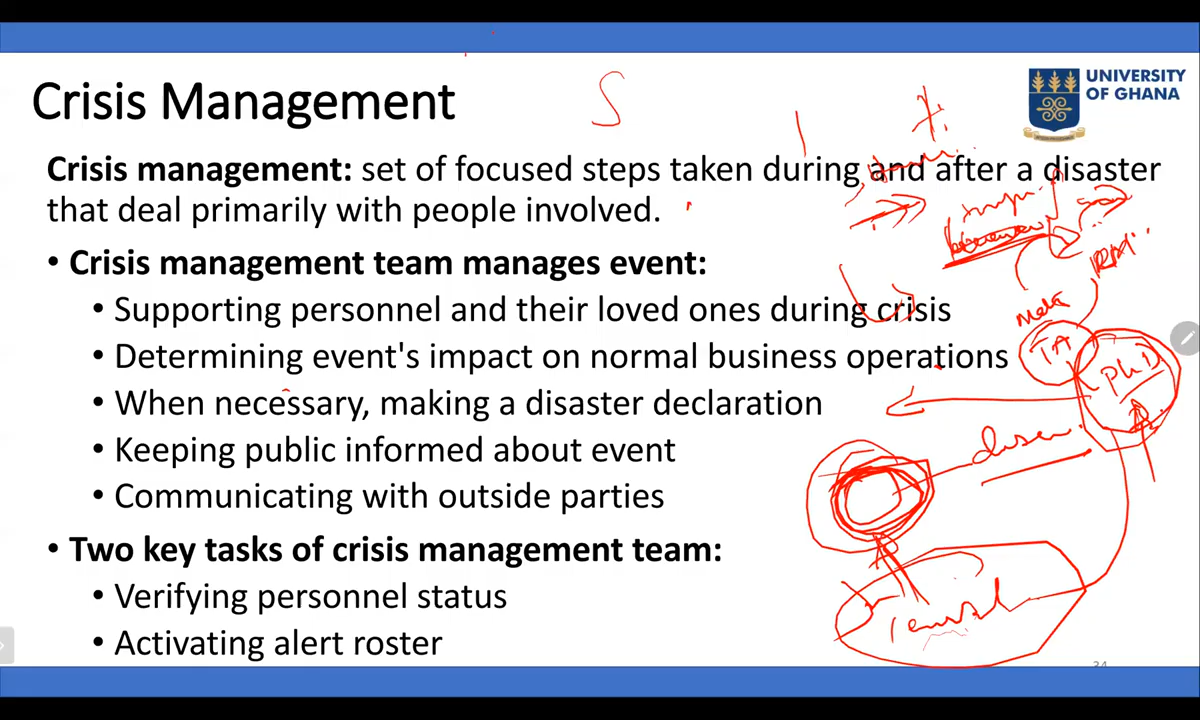 UNIVERSITY
OF GHANA
Crisis Management
S
Crisis management: set of focused steps taken during and after a disaster
that deal primarily with people involved.
• Crisis management team manages event:
• Supporting personnel and their loved ones during crisis
• Determining event's impact on normal business operations
• When necessary, making a disaster declaration
• Keeping public informed about event
• Communicating with outside parties
• Two key tasks of crisis management team:
• Verifying personnel status
• Activating alert roster
TA
PhD
34